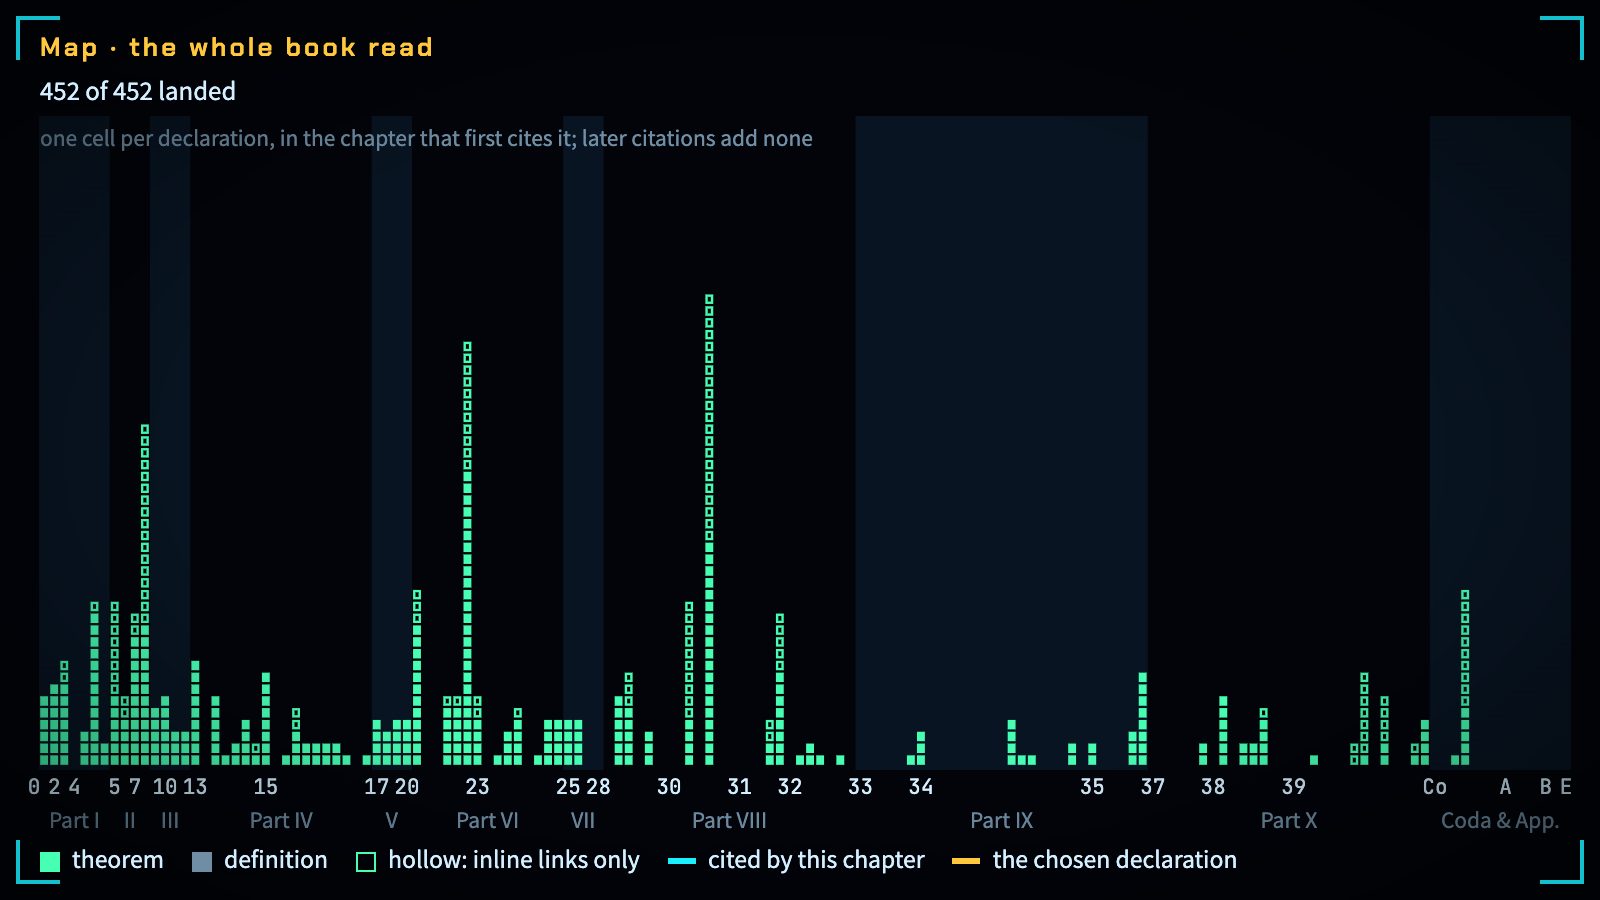 Map · the whole book read
452 of 452 landed
one cell per declaration, in the chapter that first cites it; later citations add none
0 2 4 5 7 10 13 15 17 20 23 25 28 30 31 32 33 34 35 37 38 39 Co A B E
Part I II III Part IV V Part VI VII Part VIII Part IX Part X Coda & App.
theorem definition hollow: inline links only cited by this chapter the chosen declaration